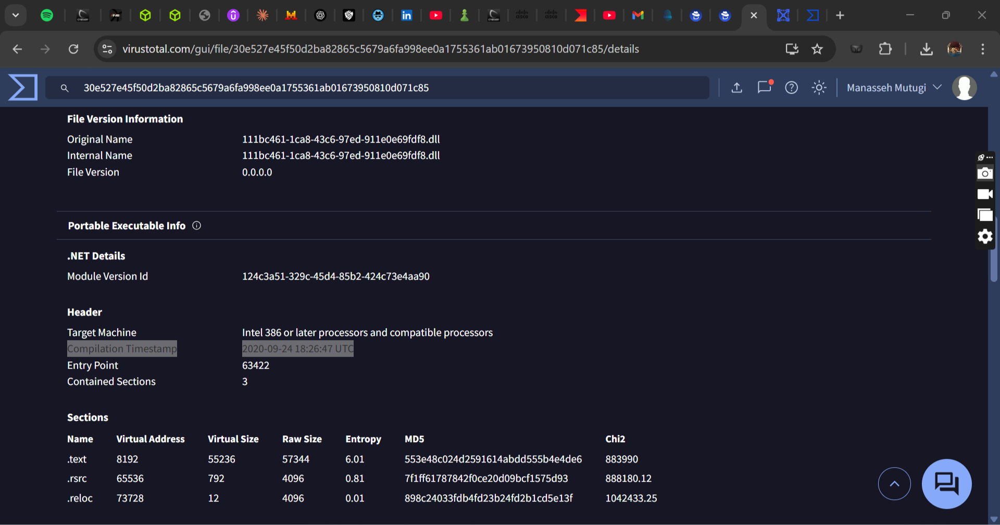 virustotal.com/gui/file/30e527e45f50d2ba82865c5679a6fa998ee0a1755361ab01673950810d071c85/details
30e527e45f50d2ba82865c5679a6fa998ee0a1755361ab01673950810d071c85
Manasseh Mutugi
File Version Information
Original Name 111bc461-1ca8-43c6-97ed-911e0e69fdf8.dll
Internal Name 111bc461-1ca8-43c6-97ed-911e0e69fdf8.dll
File Version 0.0.0.0
Portable Executable Info
.NET Details
Module Version Id 124c3a51-329c-45d4-85b2-424c73e4aa90
Header
Target Machine Intel 386 or later processors and compatible processors
Compilation Timestamp 2020-09-24 18:26:47 UTC
Entry Point 63422
Contained Sections 3
Sections
Name Virtual Address Virtual Size Raw Size Entropy MD5 Chi2
.text 8192 55236 57344 6.01 553e48c024d2591614abdd555b4e4de6 883990
.rsrc 65536 792 4096 0.81 7f1ff61787842f0ce20d09bcf1575d93 888180.12
.reloc 73728 12 4096 0.01 898c24033fdb4fd23b24fd2b1cd5e13f 1042433.25